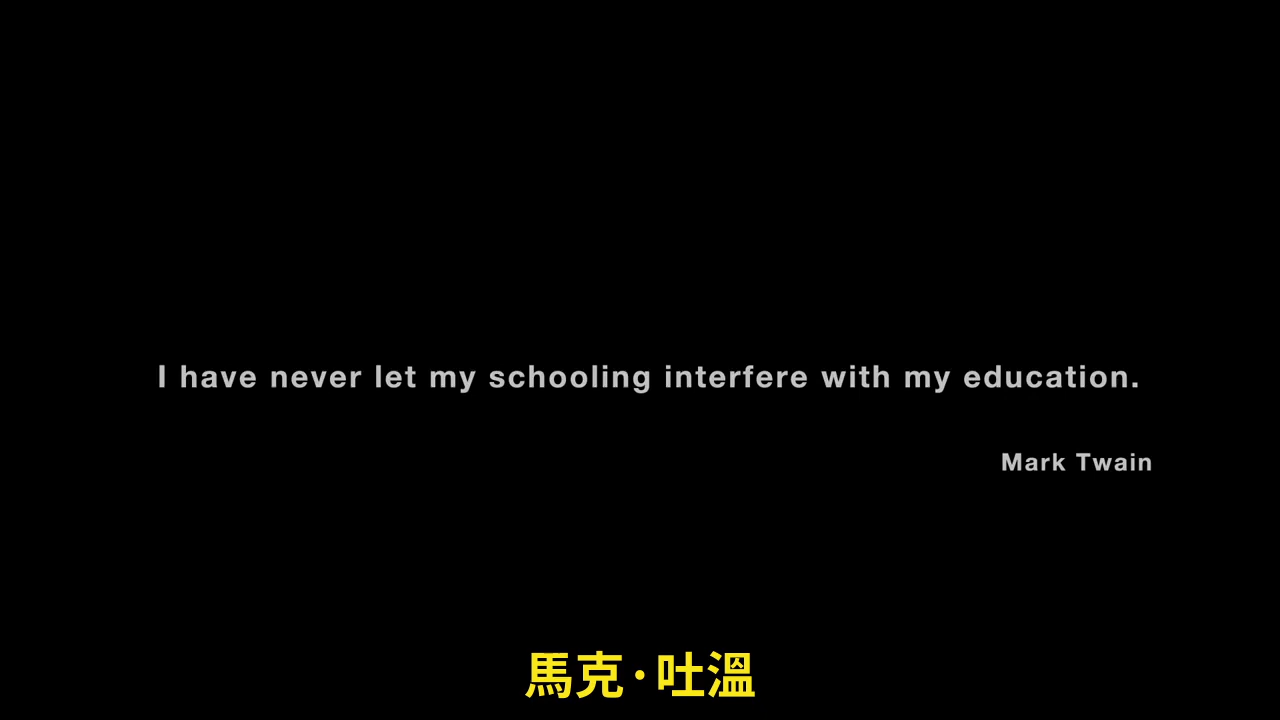 I have never let my schooling interfere with my education.
Mark Twain
馬克·吐溫